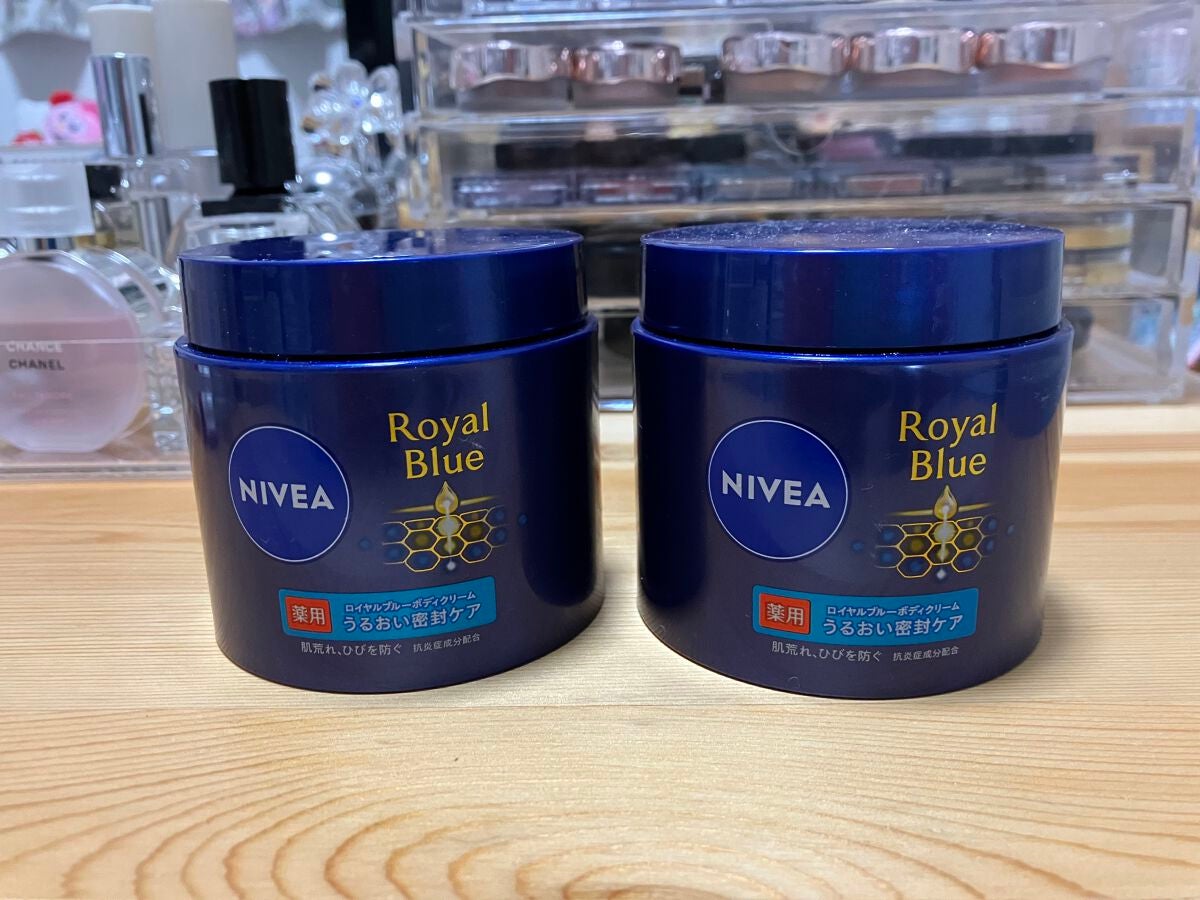 CHANCE
CHANEL
Royal
Blue
NIVEA
薬用
ロイヤルブルーボディクリーム
うるおい密封ケア
肌荒れ、ひびを防ぐ 抗炎症成分配合
Royal
Blue
NIVEA
薬用
ロイヤルブルーボディクリーム
うるおい密封ケア
肌荒れ、ひびを防ぐ 抗炎症成分配合